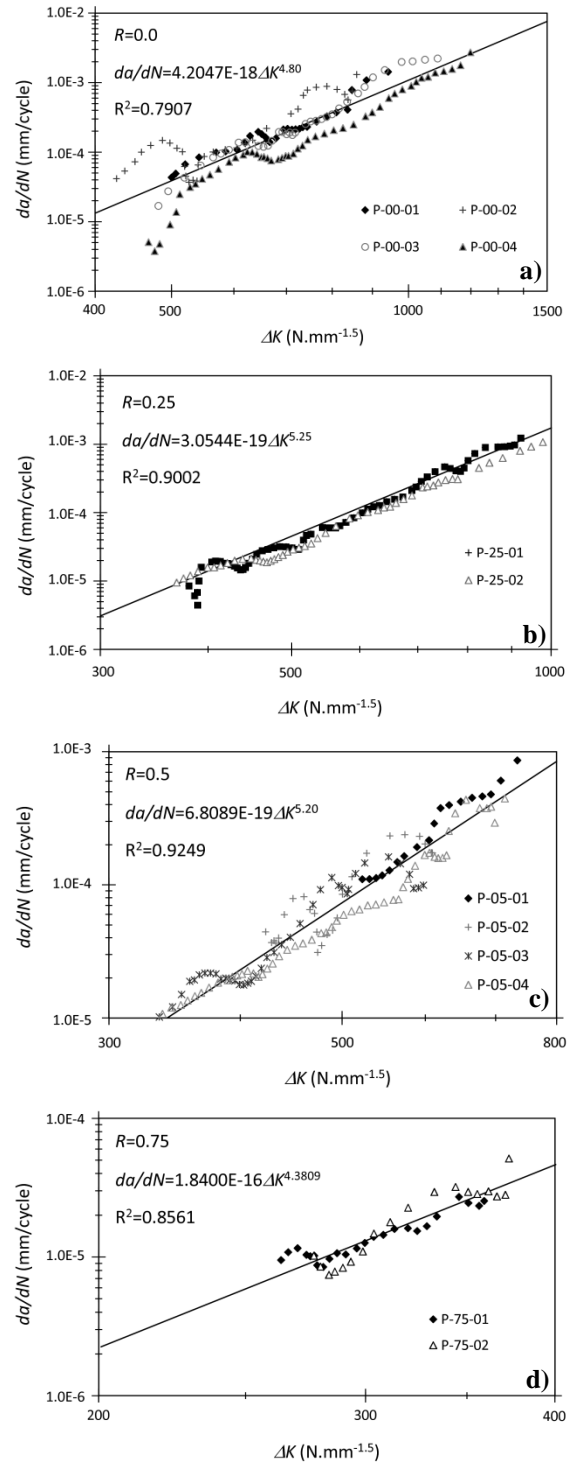 1.0E-2
R=0.0
da/dN=4.2047E-18ΔK^4.80
R²=0.7907
1.0E-3
da/dN (mm/cycle)
1.0E-4
1.0E-5
P-00-01 P-00-02
P-00-03 P-00-04
1.0E-6
a)
400 500 1000 1500
ΔK (N.mm^-1.5)
1.0E-2
R=0.25
da/dN=3.0544E-19ΔK^5.25
1.0E-3
R²=0.9002
da/dN (mm/cycle)
1.0E-4
1.0E-5
P-25-01
P-25-02
1.0E-6
b)
300 500 1000
ΔK (N.mm^-1.5)
1.0E-3
R=0.5
da/dN=6.8089E-19ΔK^5.20
R²=0.9249
da/dN (mm/cycle)
1.0E-4
P-05-01
P-05-02
P-05-03
P-05-04
1.0E-5
c)
300 500 800
ΔK (N.mm^-1.5)
1.0E-4
R=0.75
da/dN=1.8400E-16ΔK^4.3809
R²=0.8561
da/dN (mm/cycle)
1.0E-5
P-75-01
P-75-02
1.0E-6
d)
200 300 400
ΔK (N.mm^-1.5)